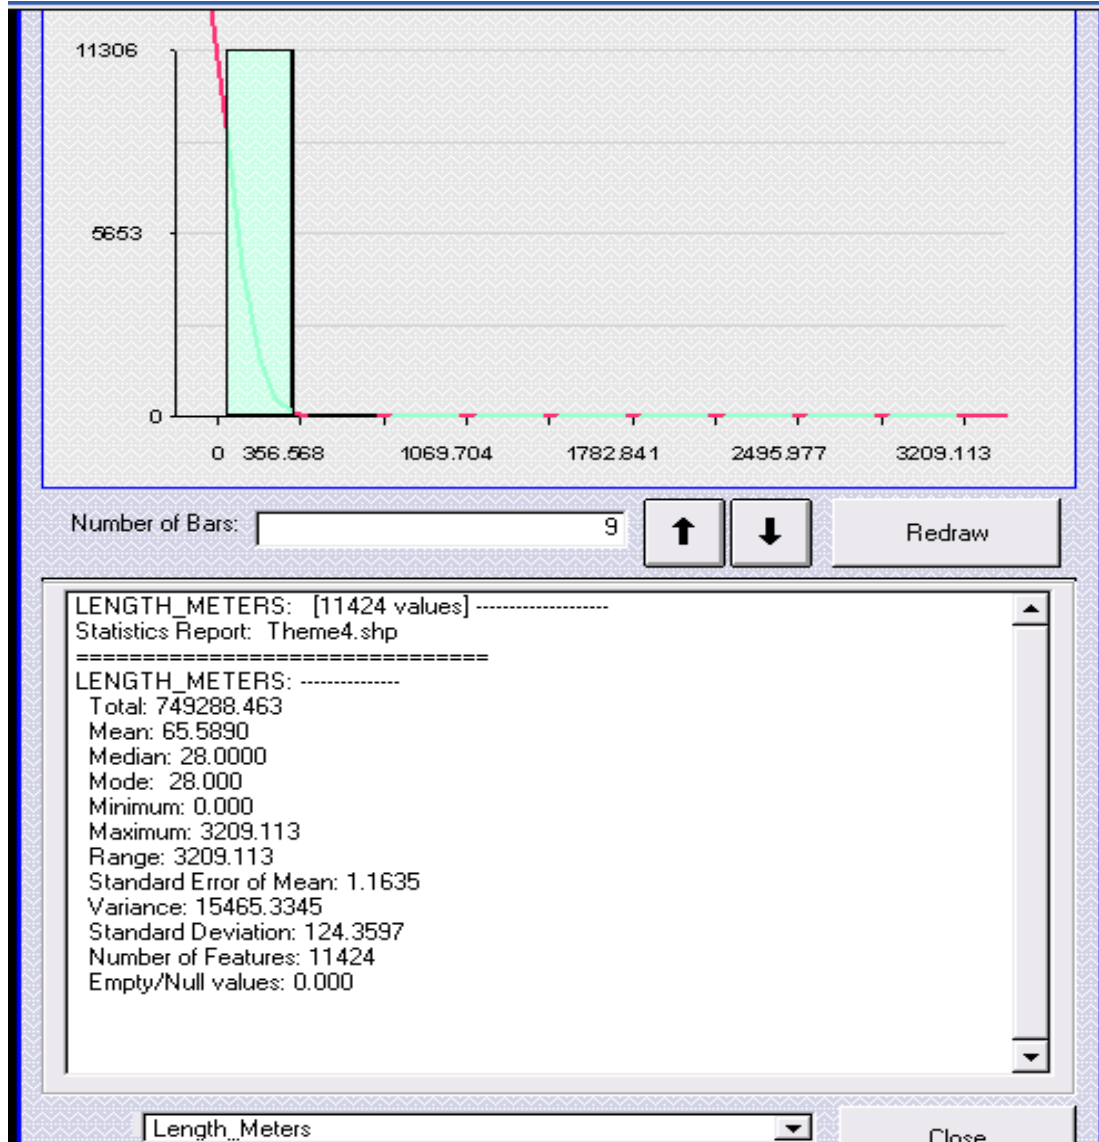 11306
5653
0
0 356.568 1069.704 1782.841 2495.977 3209.113
Number of Bars: 9 Redraw
LENGTH_METERS: [11424 values] --------------------
Statistics Report: Theme4.shp
===============================
LENGTH_METERS: ---------------
Total: 749288.463
Mean: 65.5890
Median: 28.0000
Mode: 28.000
Minimum: 0.000
Maximum: 3209.113
Range: 3209.113
Standard Error of Mean: 1.1635
Variance: 15465.3345
Standard Deviation: 124.3597
Number of Features: 11424
Empty/Null values: 0.000
Length_Meters Close